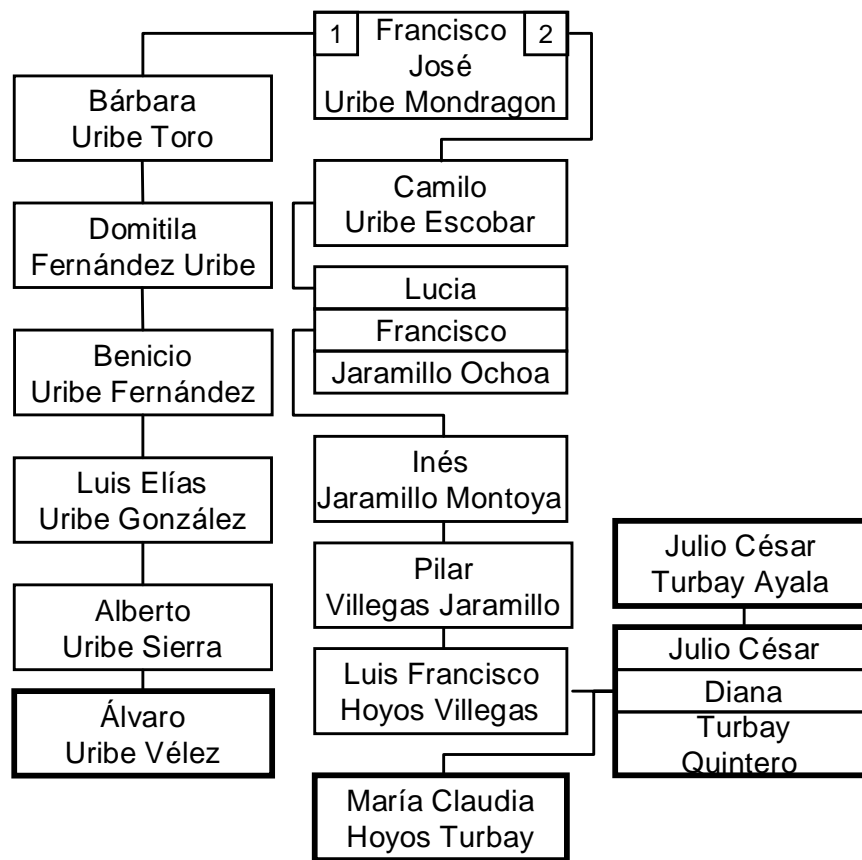 1
Francisco
2
José
Uribe Mondragon
Bárbara
Uribe Toro
Domitila
Fernández Uribe
Benicio
Uribe Fernández
Luis Elías
Uribe González
Alberto
Uribe Sierra
Álvaro
Uribe Vélez
Camilo
Uribe Escobar
Lucia
Francisco
Jaramillo Ochoa
Inés
Jaramillo Montoya
Pilar
Villegas Jaramillo
Luis Francisco
Hoyos Villegas
Julio César
Turbay Ayala
Julio César
Diana
Turbay
Quintero
María Claudia
Hoyos Turbay